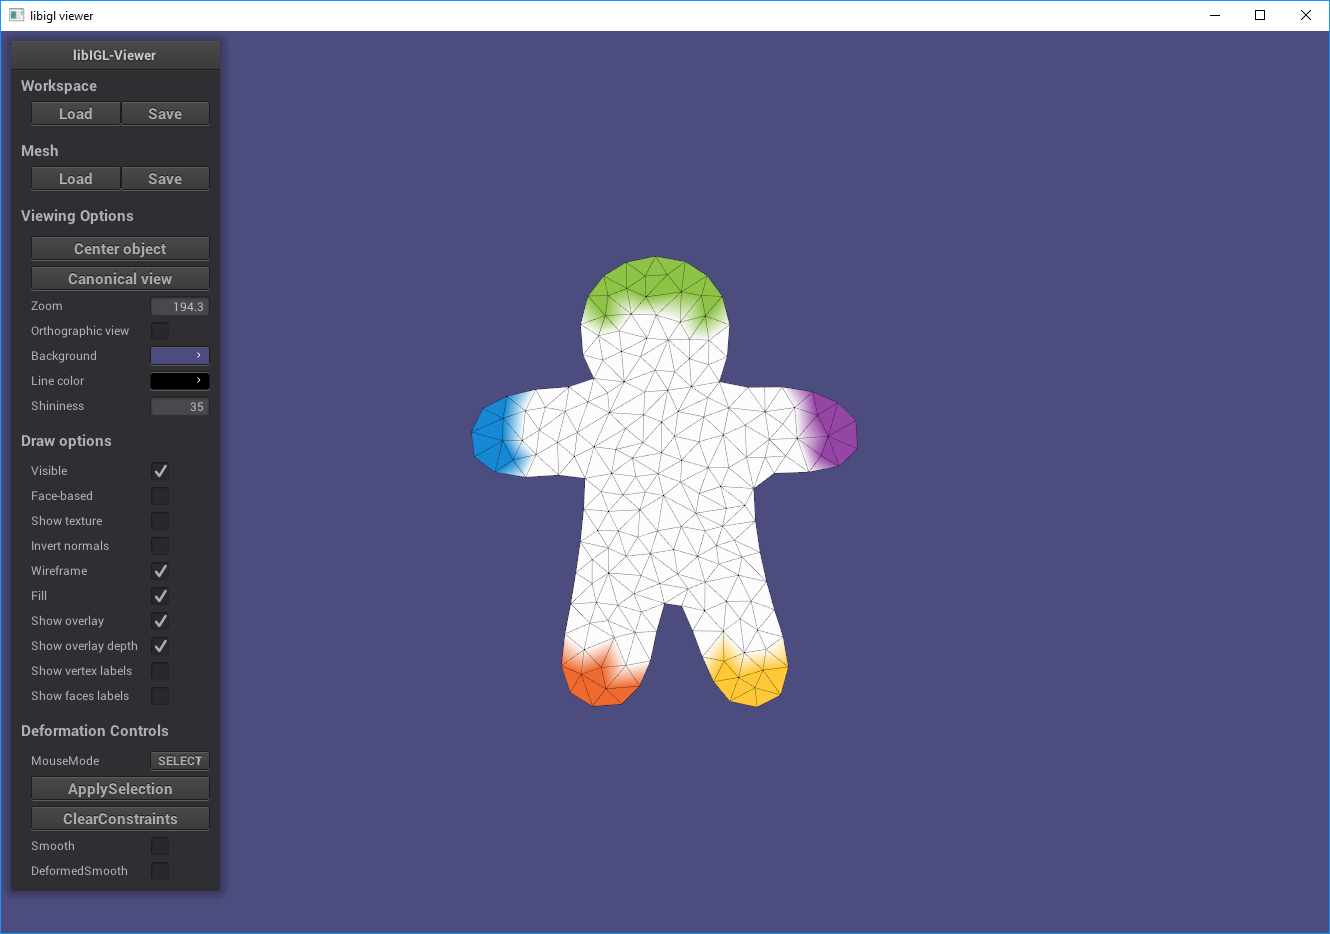 libigl viewer
libIGL-Viewer
Workspace
Load Save
Mesh
Load Save
Viewing Options
Center object
Canonical view
Zoom 194.3
Orthographic view
Background
Line color
Shininess 35
Draw options
Visible
Face-based
Show texture
Invert normals
Wireframe
Fill
Show overlay
Show overlay depth
Show vertex labels
Show faces labels
Deformation Controls
MouseMode SELECT
ApplySelection
ClearConstraints
Smooth
DeformedSmooth